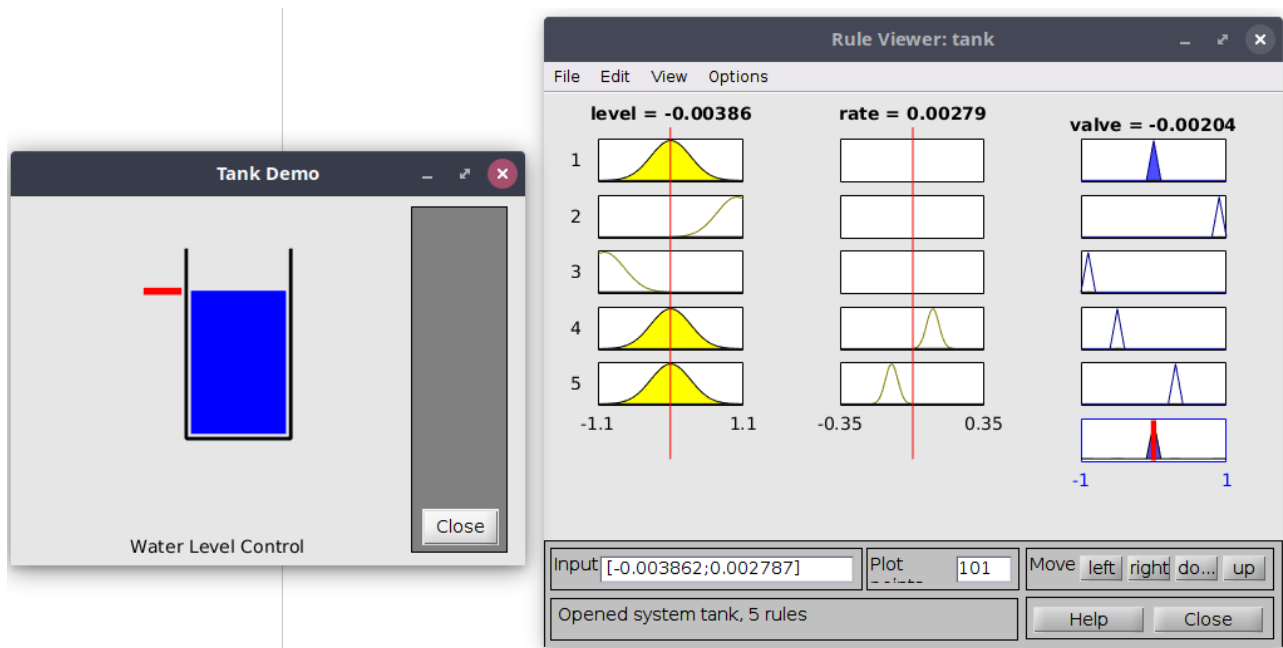 Tank Demo
Water Level Control
Close
Rule Viewer: tank
File Edit View Options
level = -0.00386 rate = 0.00279 valve = -0.00204
1
2
3
4
5
-1.1 1.1 -0.35 0.35
-1 1
Input [-0.003862;0.002787] Plot points 101 Move left right do... up
Opened system tank, 5 rules Help Close